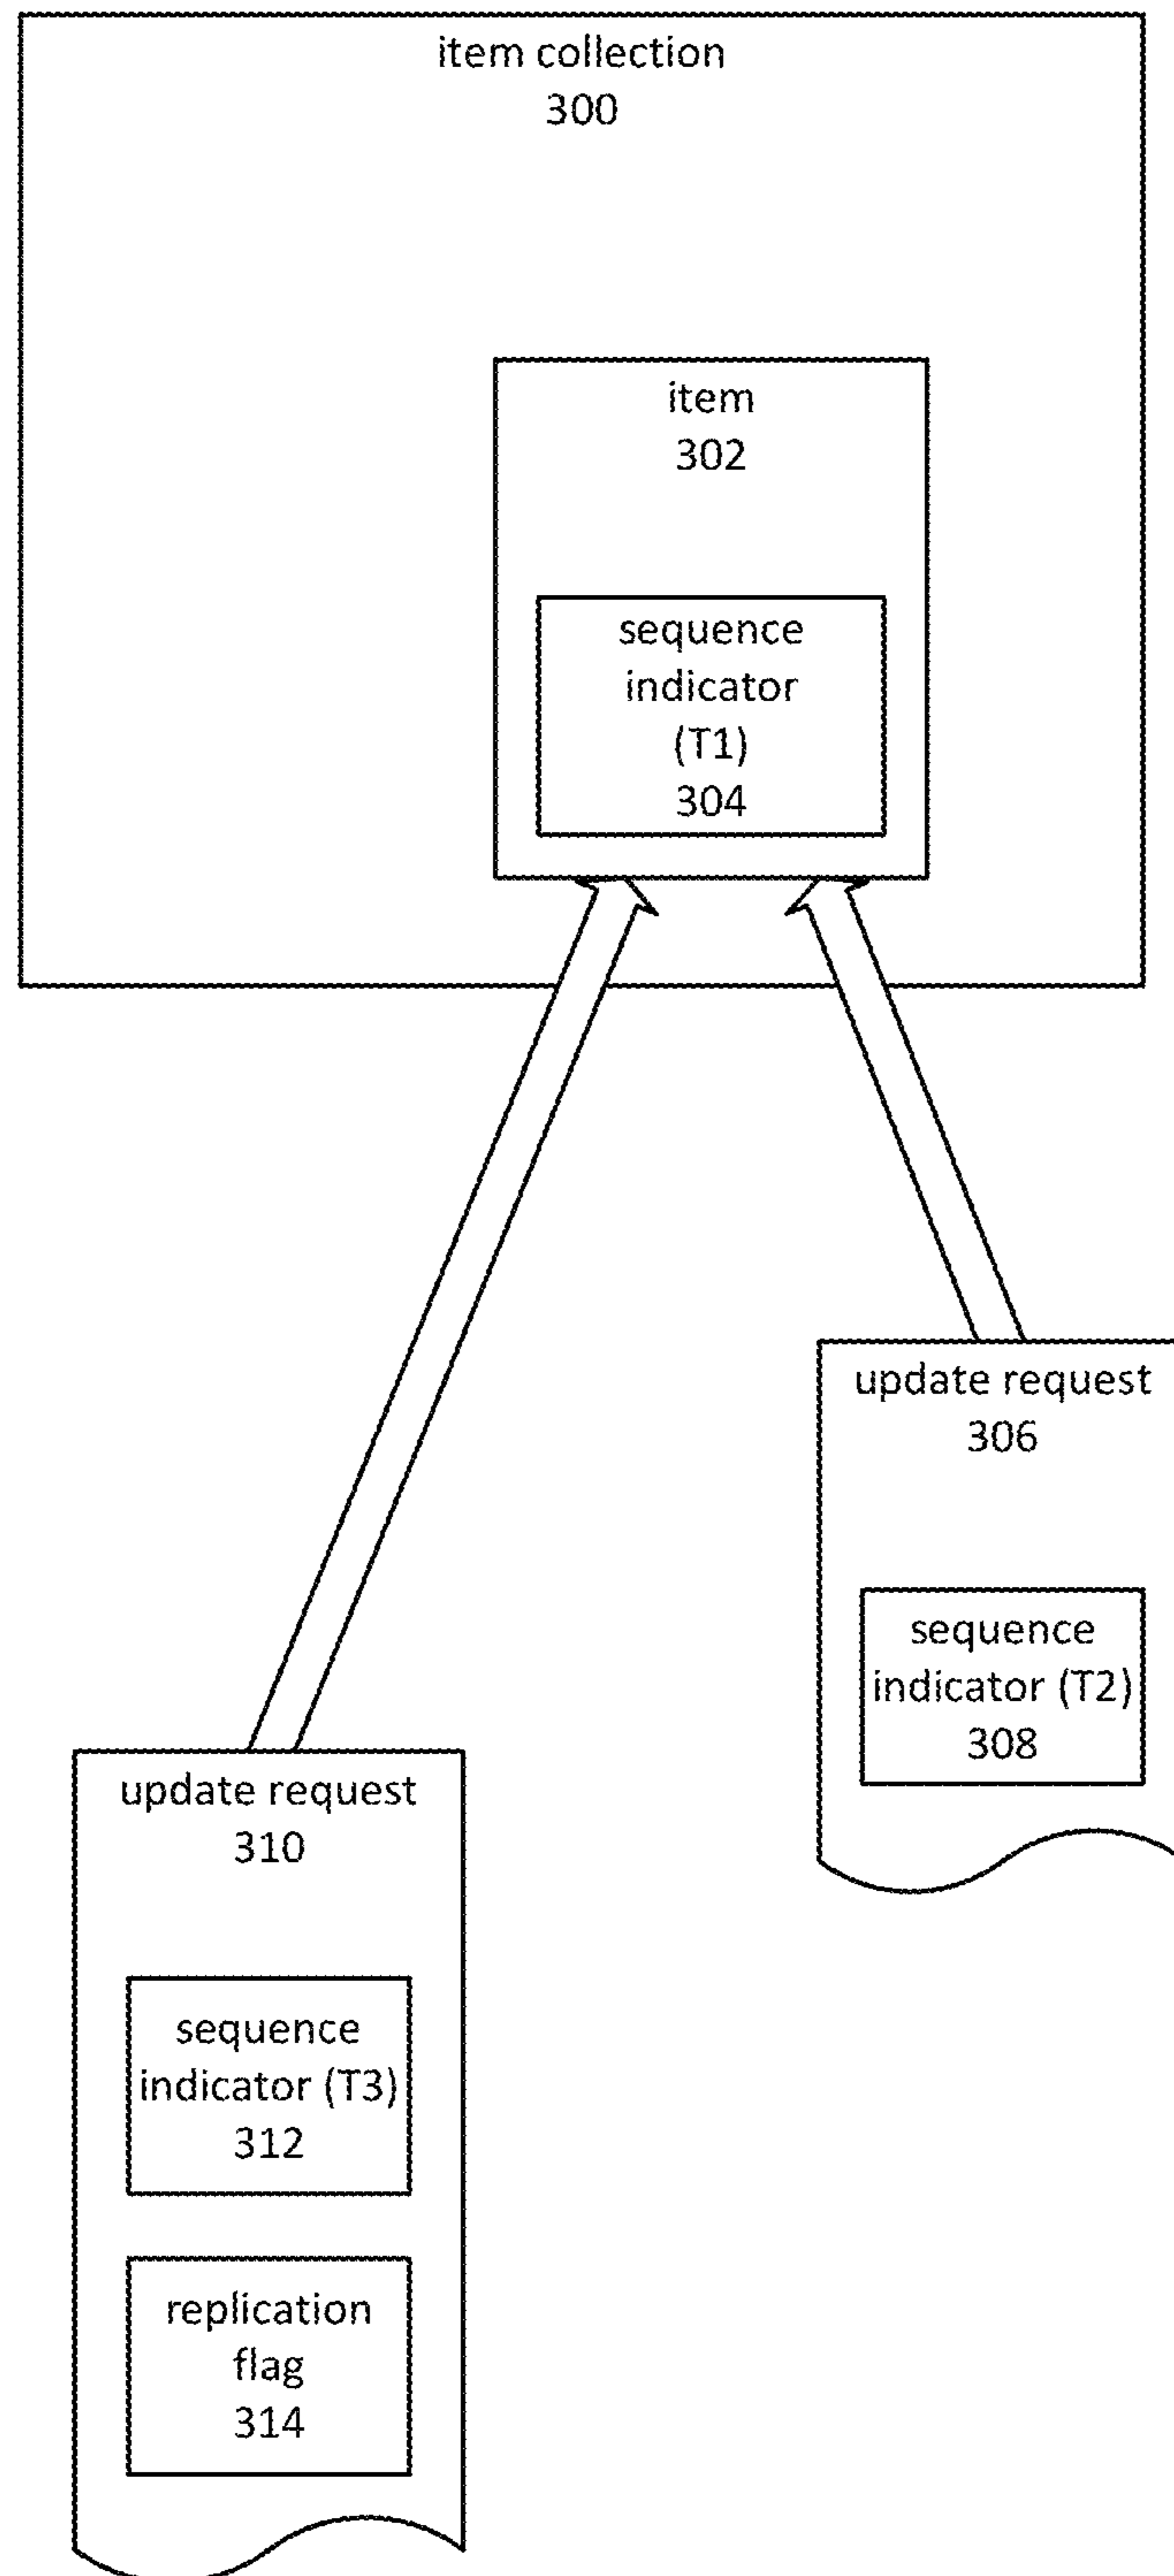 item collection
300
item
302
sequence
indicator
(T1)
304
update request
306
sequence
indicator (T2)
308
update request
310
sequence
indicator (T3)
312
replication
flag
314